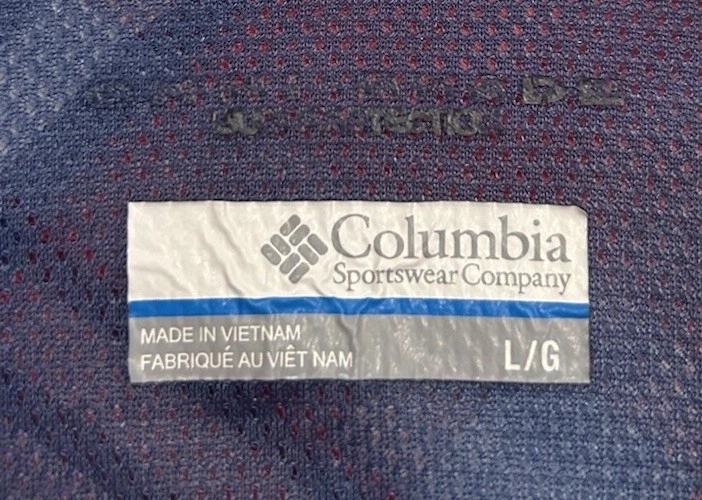 Columbia
Sportswear Company
MADE IN VIETNAM
FABRIQUÉ AU VIÊT NAM
L/G